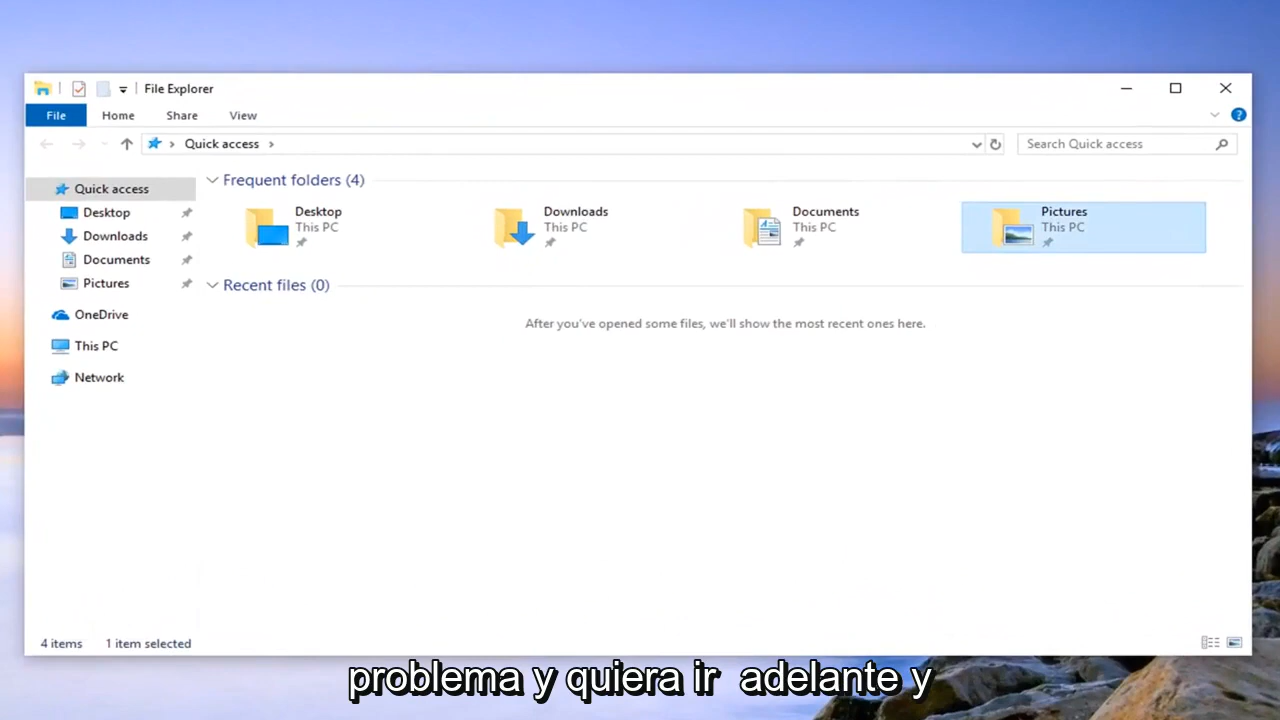 File Explorer
File
Home
Share
View
Quick access
Search Quick access
Quick access
Desktop
Downloads
Documents
Pictures
OneDrive
This PC
Network
Frequent folders (4)
Desktop
This PC
Downloads
This PC
Documents
This PC
Pictures
This PC
Recent files (0)
After you've opened some files, we'll show the most recent ones here.
4 items
1 item selected
problema y quiera ir adelante y